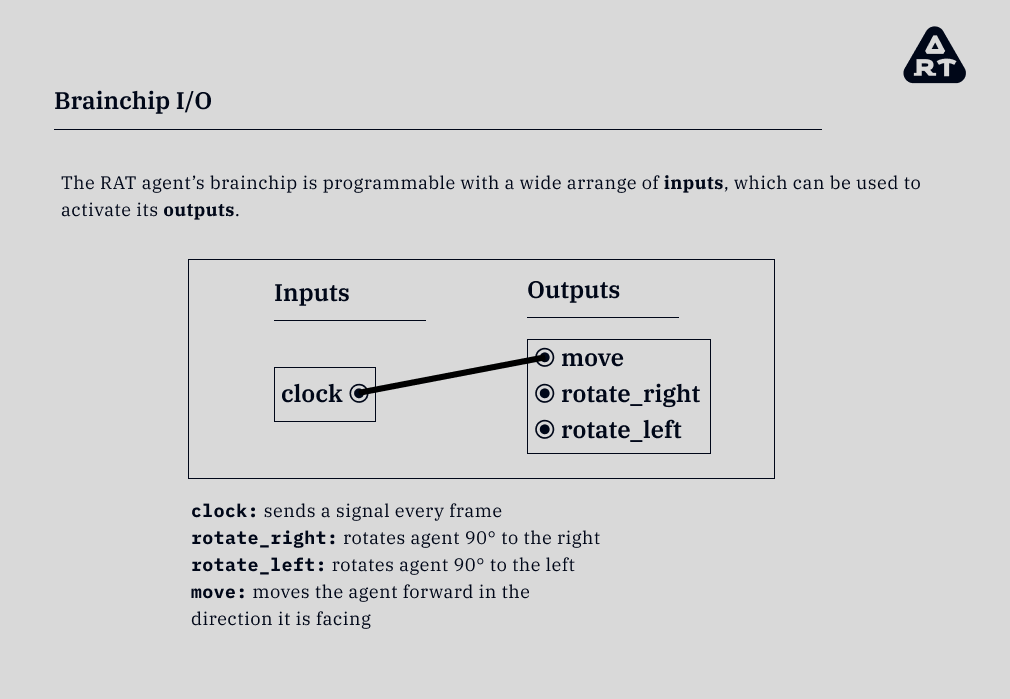 ART
Brainchip I/O
The RAT agent’s brainchip is programmable with a wide arrange of inputs, which can be used to
activate its outputs.
Inputs
Outputs
clock
move
rotate_right
rotate_left
clock: sends a signal every frame
rotate_right: rotates agent 90° to the right
rotate_left: rotates agent 90° to the left
move: moves the agent forward in the
direction it is facing